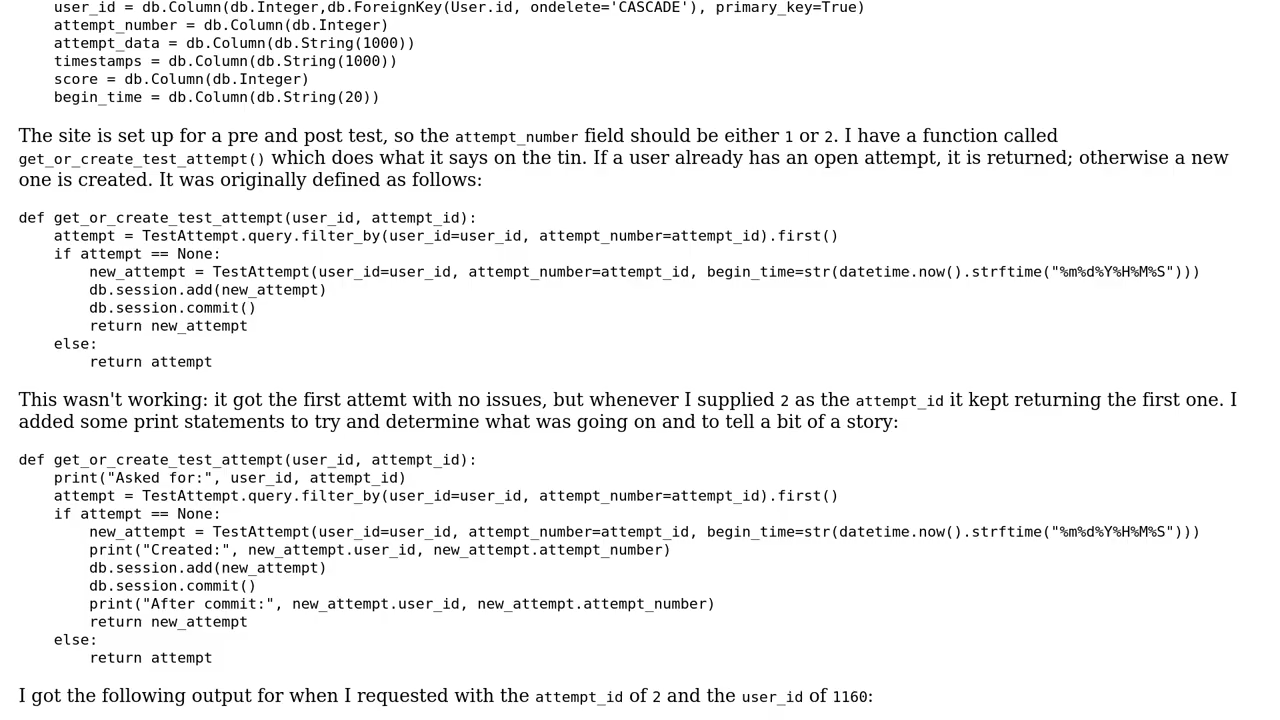 user_id = db.Column(db.Integer,db.ForeignKey(User.id, ondelete='CASCADE'), primary_key=True)
    attempt_number = db.Column(db.Integer)
    attempt_data = db.Column(db.String(1000))
    timestamps = db.Column(db.String(1000))
    score = db.Column(db.Integer)
    begin_time = db.Column(db.String(20))
The site is set up for a pre and post test, so the attempt_number field should be either 1 or 2. I have a function called
get_or_create_test_attempt() which does what it says on the tin. If a user already has an open attempt, it is returned; otherwise a new
one is created. It was originally defined as follows:
def get_or_create_test_attempt(user_id, attempt_id):
    attempt = TestAttempt.query.filter_by(user_id=user_id, attempt_number=attempt_id).first()
    if attempt == None:
        new_attempt = TestAttempt(user_id=user_id, attempt_number=attempt_id, begin_time=str(datetime.now().strftime("%m%d%Y%H%M%S")))
        db.session.add(new_attempt)
        db.session.commit()
        return new_attempt
    else:
        return attempt
This wasn't working: it got the first attemt with no issues, but whenever I supplied 2 as the attempt_id it kept returning the first one. I
added some print statements to try and determine what was going on and to tell a bit of a story:
def get_or_create_test_attempt(user_id, attempt_id):
    print("Asked for:", user_id, attempt_id)
    attempt = TestAttempt.query.filter_by(user_id=user_id, attempt_number=attempt_id).first()
    if attempt == None:
        new_attempt = TestAttempt(user_id=user_id, attempt_number=attempt_id, begin_time=str(datetime.now().strftime("%m%d%Y%H%M%S")))
        print("Created:", new_attempt.user_id, new_attempt.attempt_number)
        db.session.add(new_attempt)
        db.session.commit()
        print("After commit:", new_attempt.user_id, new_attempt.attempt_number)
        return new_attempt
    else:
        return attempt
I got the following output for when I requested with the attempt_id of 2 and the user_id of 1160: